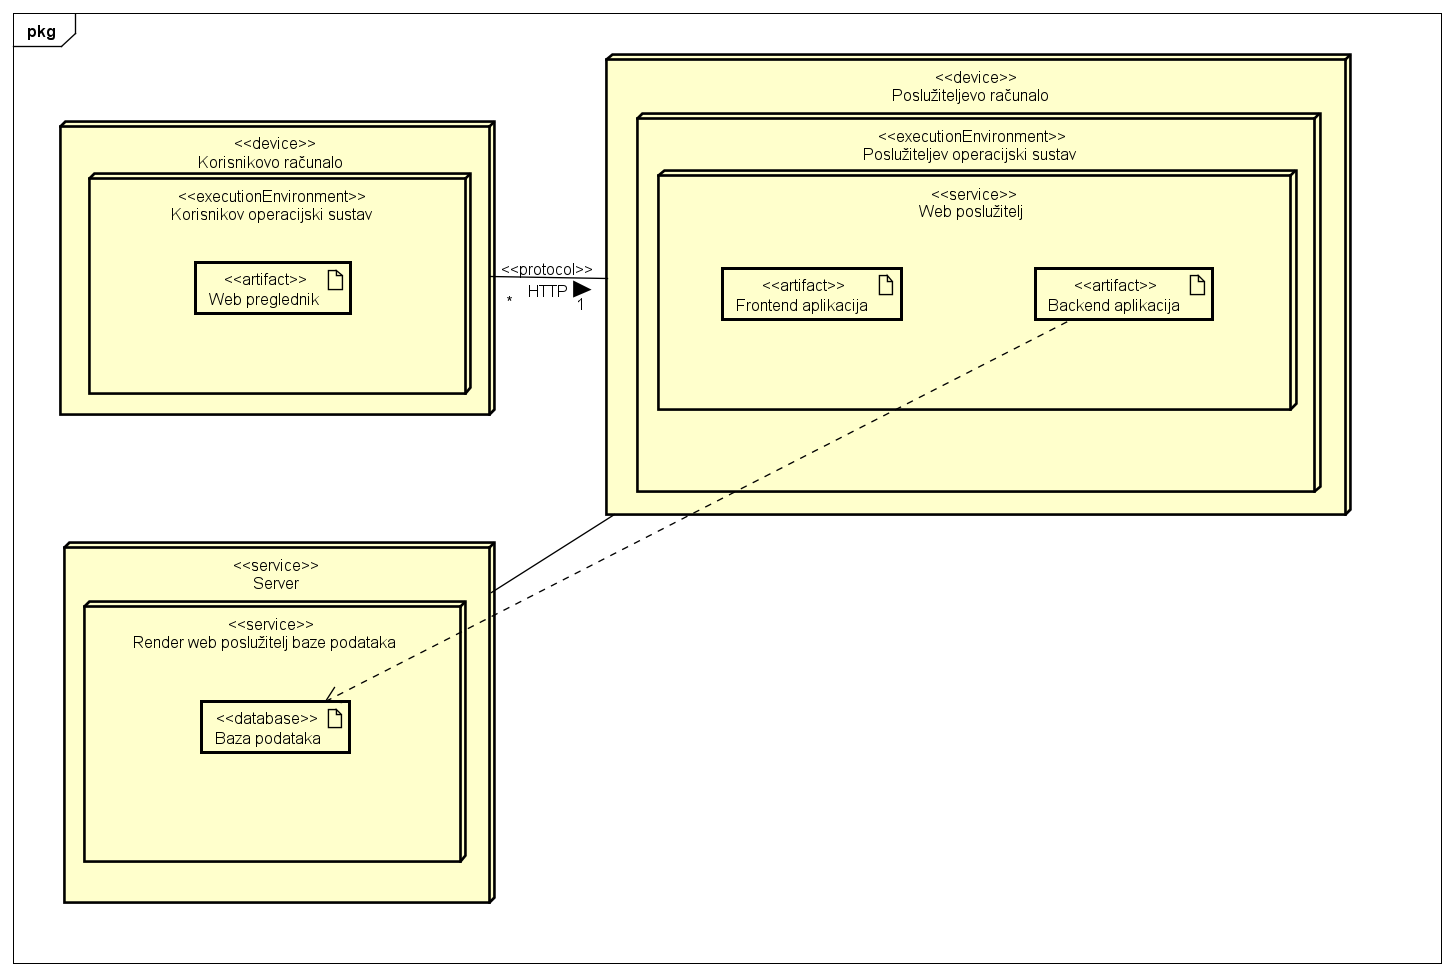 pkg
<<device>>
Korisnikovo računalo
<<executionEnvironment>>
Korisnikov operacijski sustav
<<artifact>>
Web preglednik
<<protocol>>
HTTP
*
1
<<device>>
Poslužiteljevo računalo
<<executionEnvironment>>
Poslužiteljev operacijski sustav
<<service>>
Web poslužitelj
<<artifact>>
Frontend aplikacija
<<artifact>>
Backend aplikacija
<<service>>
Server
<<service>>
Render web poslužitelj baze podataka
<<database>>
Baza podataka